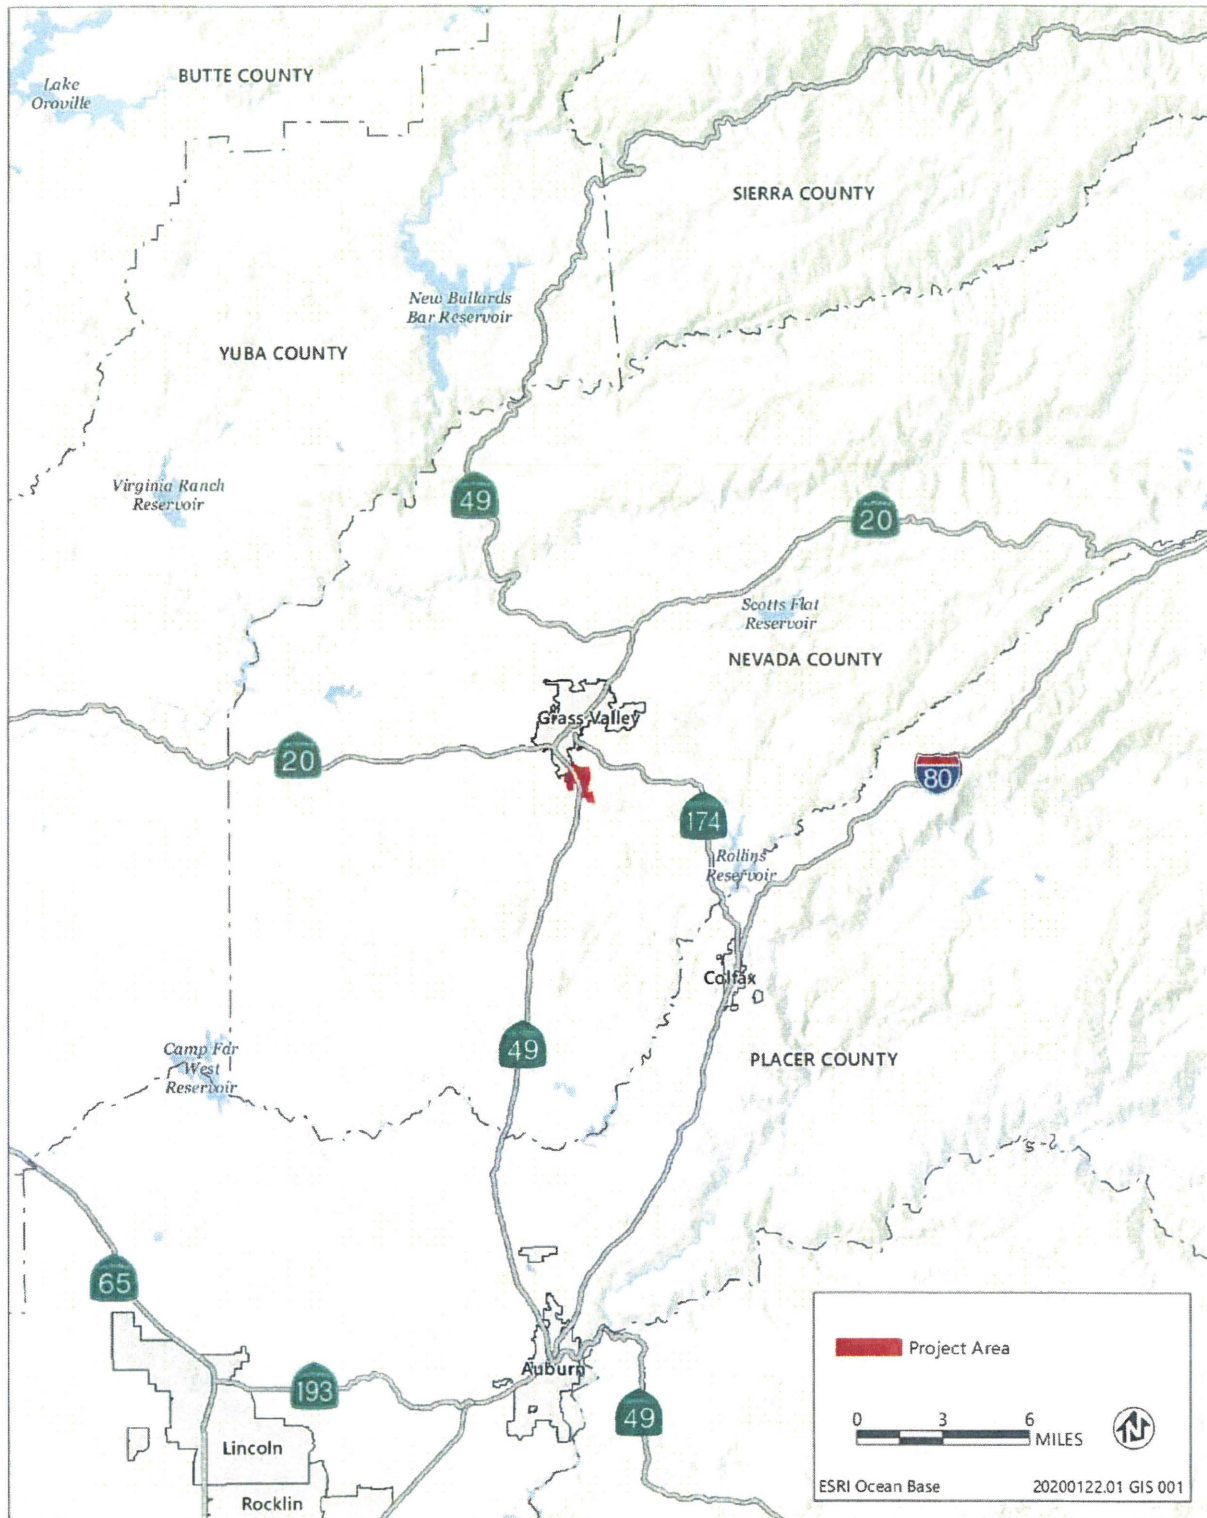 BUTTE COUNTY
Lake
Oroville
SIERRA COUNTY
New Bullards
Bar Reservoir
YUBA COUNTY
Virginia Ranch
Reservoir
49
20
Scotts Flat
Reservoir
NEVADA COUNTY
Grass Valley
20
80
174
Rollins
Reservoir
Colfax
49
Camp Far
West
Reservoir
PLACER COUNTY
65
Auburn
193
49
Lincoln
Rocklin
Project Area
0 3 6
MILES
N
ESRI Ocean Base
20200122.01 GIS 001